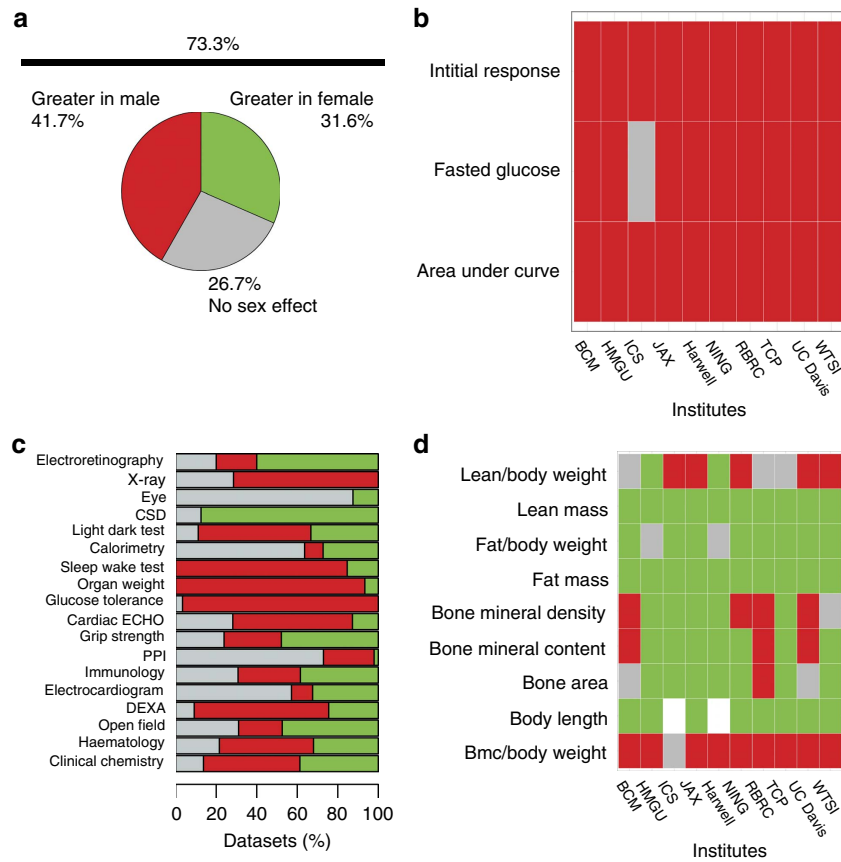 a
73.3%
Greater in male
41.7%
Greater in female
31.6%
26.7%
No sex effect
b
Intitial response
Fasted glucose
Area under curve
BCM
HMGU
ICS
JAX
Harwell
NING
RBRC
TCP
UC Davis
WTSI
Institutes
c
Electroretinography
X-ray
Eye
CSD
Light dark test
Calorimetry
Sleep wake test
Organ weight
Glucose tolerance
Cardiac ECHO
Grip strength
PPI
Immunology
Electrocardiogram
DEXA
Open field
Haematology
Clinical chemistry
0 20 40 60 80 100
Datasets (%)
d
Lean/body weight
Lean mass
Fat/body weight
Fat mass
Bone mineral density
Bone mineral content
Bone area
Body length
Bmc/body weight
BCM
HMGU
ICS
JAX
Harwell
NING
RBRC
TCP
UC Davis
WTSI
Institutes